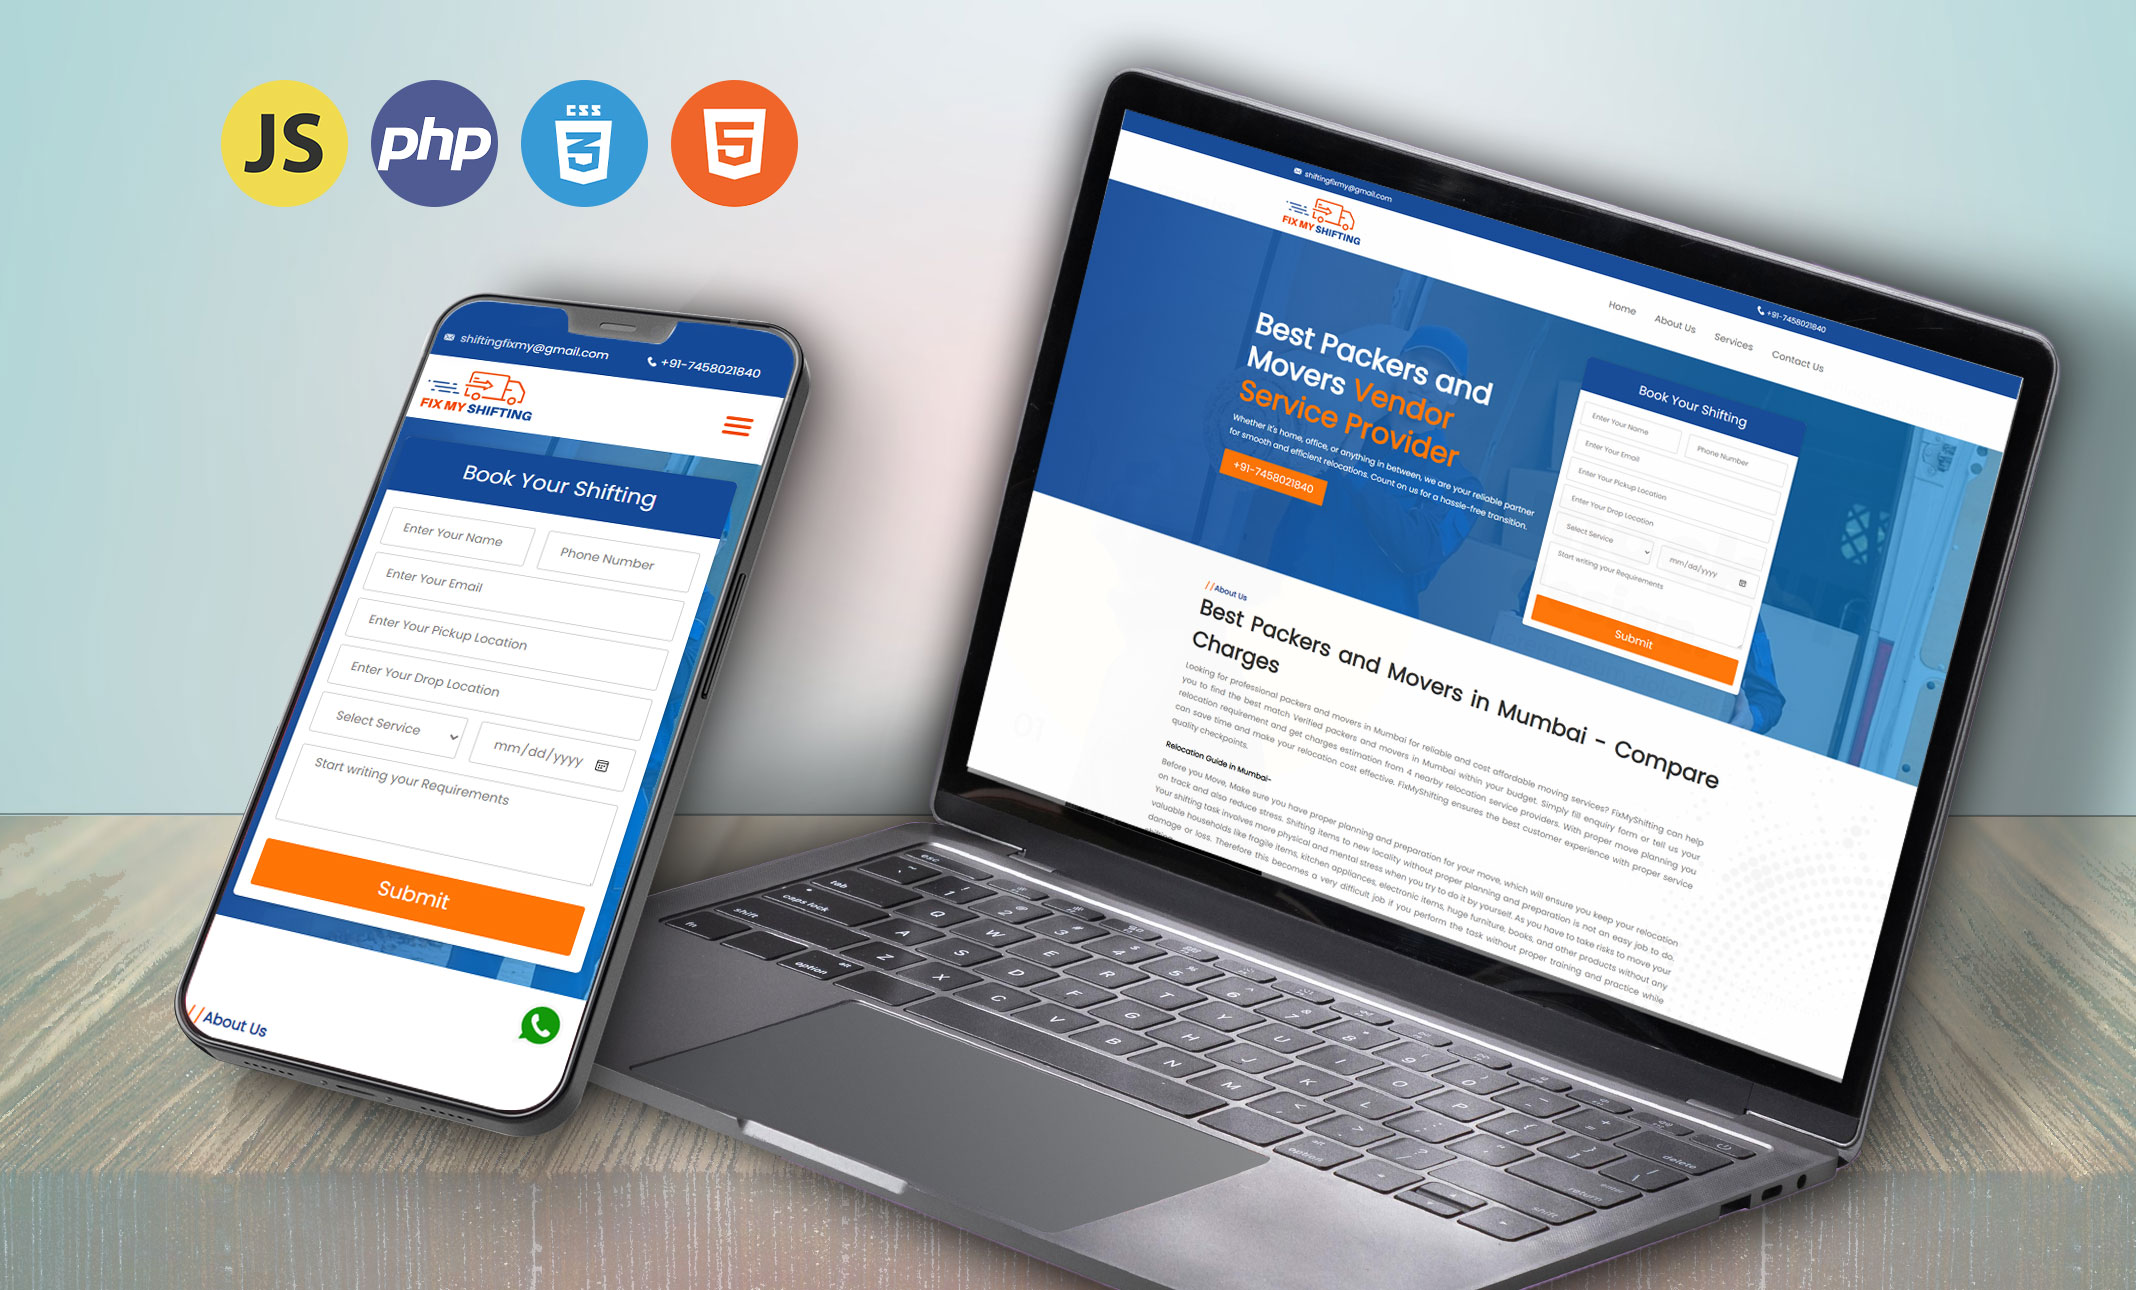 JS
php
CSS
3
5
shiftingfixmy@gmail.com
+91-7458021840
FIX MY SHIFTING
Book Your Shifting
Enter Your Name
Phone Number
Enter Your Email
Enter Your Pickup Location
Enter Your Drop Location
Select Service
mm/dd/yyyy
Start writing your Requirements
Submit
//About Us
shiftingfixmy@gmail.com
+91-7458021840
FIX MY SHIFTING
Home
About Us
Services
Contact Us
Best Packers and
Movers Vendor
Service Provider
Whether it's home, office, or anything in between, we are your reliable partner
for smooth and efficient relocations. Count on us for a hassle-free transition.
+91-7458021840
Book Your Shifting
Enter Your Name
Phone Number
Enter Your Email
Enter Your Pickup Location
Enter Your Drop Location
Select Service
mm/dd/yyyy
Start writing your Requirements
Submit
//About Us
Best Packers and Movers in Mumbai - Compare
Charges
Looking for professional packers and movers in Mumbai for reliable and cost affordable moving services? FixMyShifting can help
you to find the best match Verified packers and movers in Mumbai within your budget. Simply fill enquiry form or tell us your
relocation requirement and get charges estimation from 4 nearby relocation service providers. With proper move planning you
can save time and make your relocation cost effective. FixMyShifting ensures the best customer experience with proper service
quality checkpoints.
Relocation Guide in Mumbai-
Before you Move, Make sure you have proper planning and preparation for your move, which will ensure you keep your relocation
on track and also reduce stress. Shifting items to new locality without proper planning and preparation is not an easy job to do.
Your shifting task involves more physical and mental stress when you try to do it by yourself. As you have to take risks to move your
valuable households like fragile items, kitchen appliances, electronic items, huge furniture, books, and other products without any
damage or loss. Therefore this becomes a very difficult job if you perform the task without proper training and practice while
01
esc
tab
caps lock
shift
fn
option
alt
Q W E R T Y U I O P
A S D F G H J K L
Z X C V B N M
delete
return
enter
alt
option